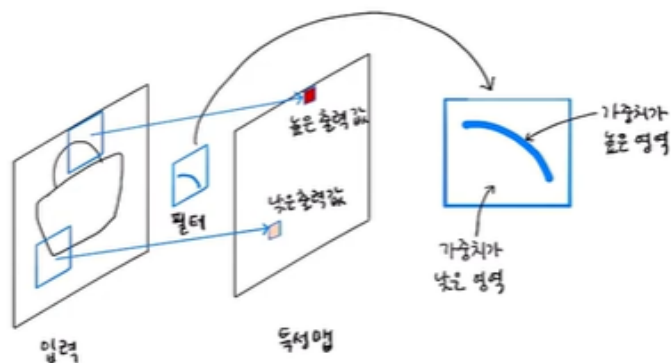 높은 출력 값
낮은 출력 값
필터
입력
특성 맵
가중치가
높은 영역
가중치가
낮은 영역